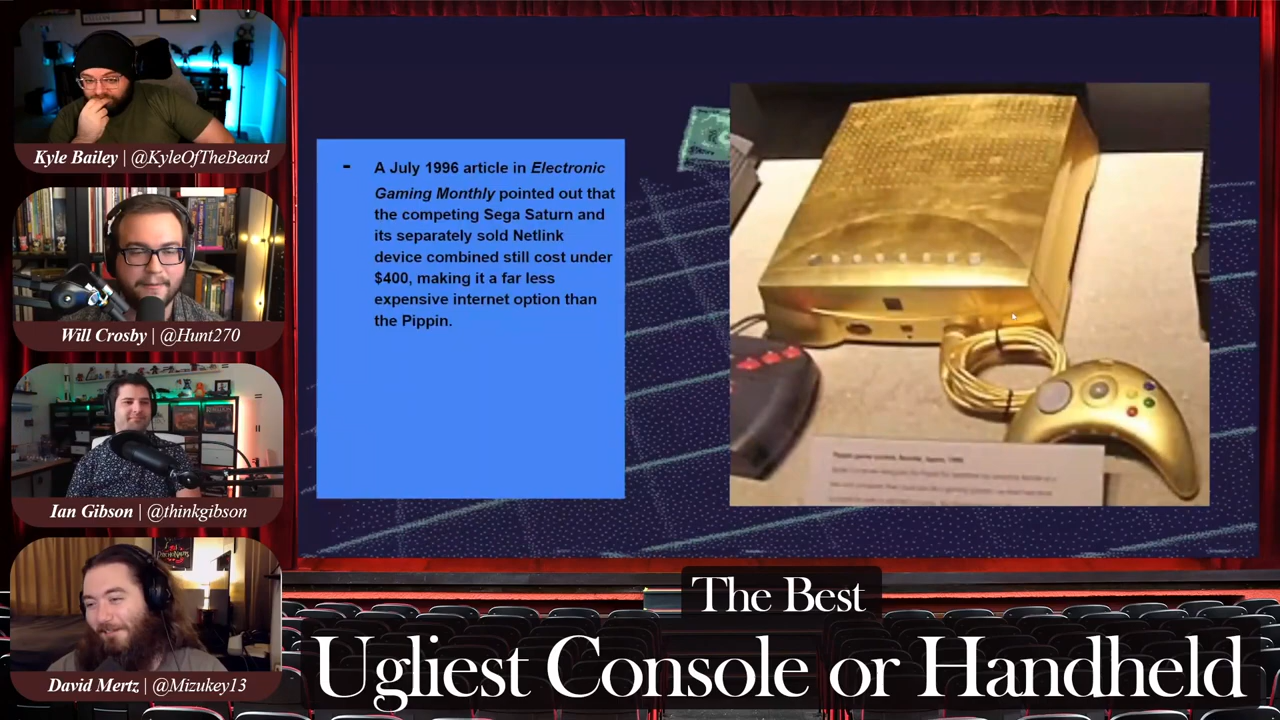 Kyle Bailey | @KyleOfTheBeard
Will Crosby | @Hunt270
Ian Gibson | @thinkgibson
David Mertz | @Mizukey13
- A July 1996 article in Electronic
Gaming Monthly pointed out that
the competing Sega Saturn and
its separately sold Netlink
device combined still cost under
$400, making it a far less
expensive internet option than
the Pippin.
The Best
Ugliest Console or Handheld